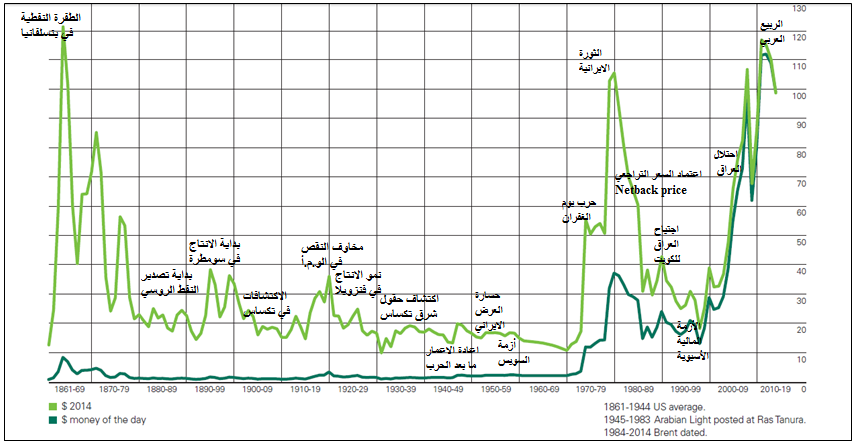 الطفرة النفطية
في بنسلفانيا
الثورة
الايرانية
الربيع
العربي
احتلال
العراق
اعتماد السعر التراجعي
Netback price
حرب يوم
الغفران
اجتياح
العراق
للكويت
مخاوف النقص
في الو.م.أ
نمو الانتاج
في فنزويلا
بداية الانتاج
في سومطرة
بداية تصدير
النفط الروسي
الاكتشافات
في تكساس
اكتشاف حقول
شرق تكساس
خسارة
العرض
الايراني
اعادة الاعمار
ما بعد الحرب
أزمة
السويس
الأزمة
المالية
الأسيوية
130
120
110
100
90
80
70
60
50
40
30
20
10
0
1861-69 1870-79 1880-89 1890-99 1900-09 1910-19 1920-29 1930-39 1940-49 1950-59 1960-69 1970-79 1980-89 1990-99 2000-09 2010-19
$ 2014
$ money of the day
1861-1944 US average.
1945-1983 Arabian Light posted at Ras Tanura.
1984-2014 Brent dated.